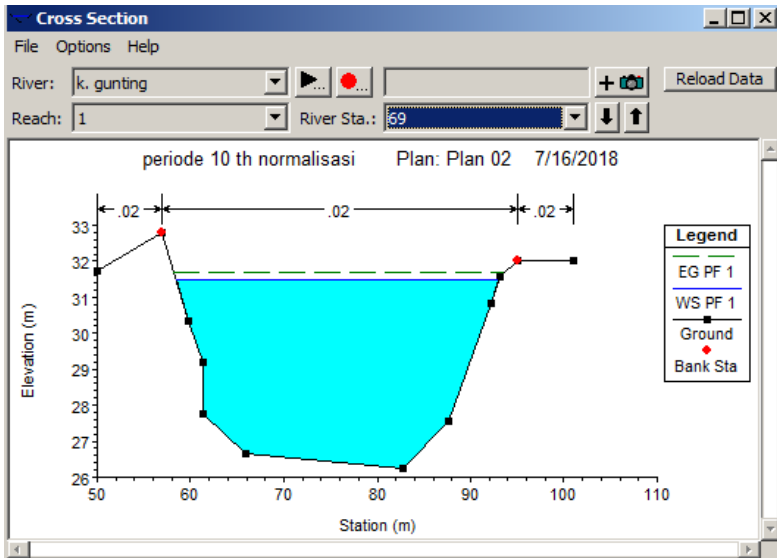 Cross Section
File Options Help
River: k. gunting ... ... Reload Data
Reach: 1 River Sta.: 69
periode 10 th normalisasi Plan: Plan 02 7/16/2018
.02 .02 .02
33
32
31
30
29
28
27
26
Elevation (m)
50 60 70 80 90 100 110
Station (m)
Legend
EG PF 1
WS PF 1
Ground
Bank Sta